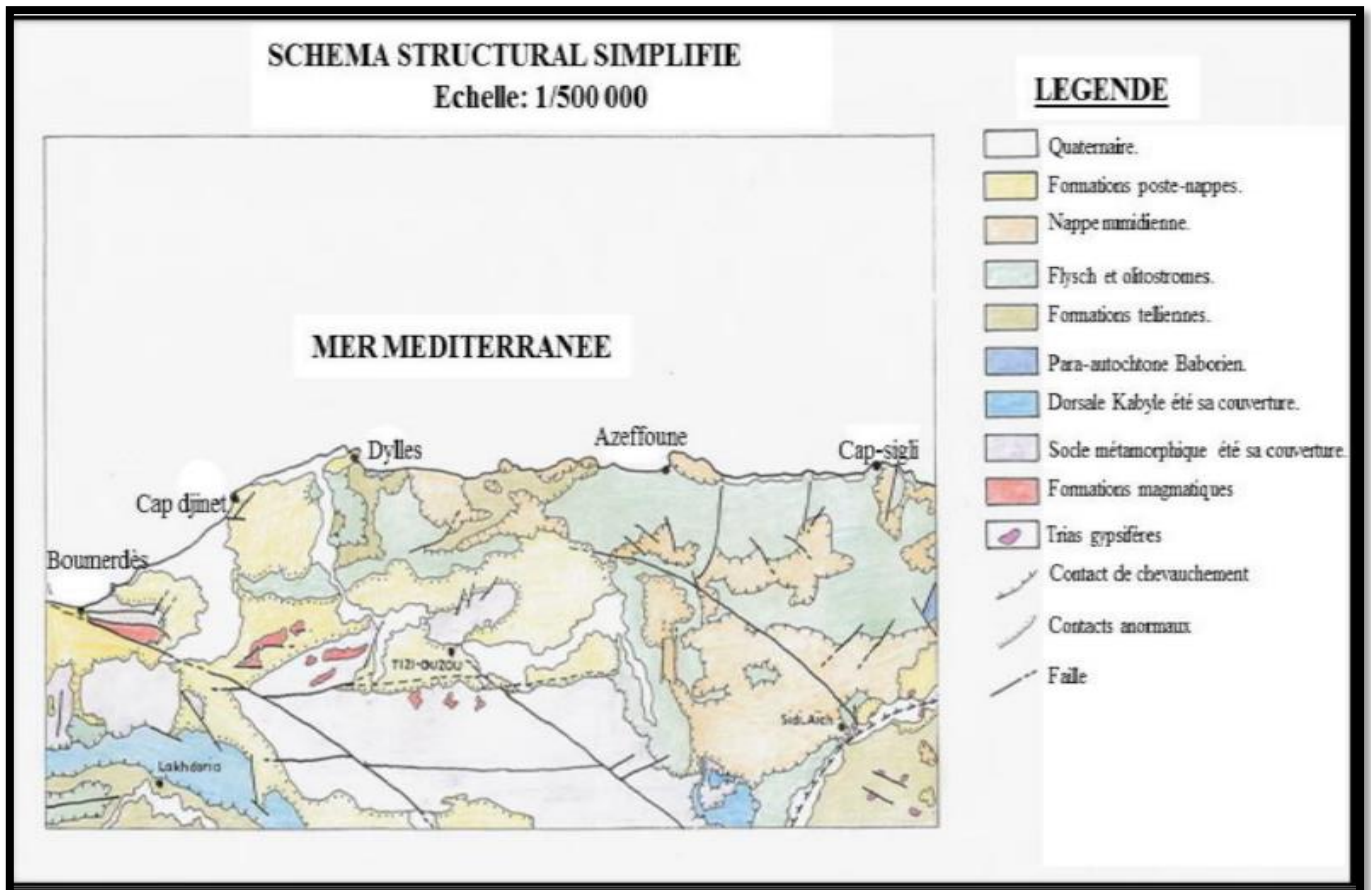 SCHEMA STRUCTURAL SIMPLIFIE
Echelle: 1/500 000
MER MEDITERRANEE
Dylles
Azeffoune
Cap-sigli
Cap djinet
Boumerdès
TIZI-OUZOU
Sidi.Aich
Lakhdaria
LEGENDE
Quaternaire.
Formations poste-nappes.
Nappe numidienne.
Flysch et olitostromes.
Formations telliennes.
Para-autochtone Baborien.
Dorsale Kabyle été sa couverture.
Socle métamorphique été sa couverture.
Formations magmatiques
Trias gypsifères
Contact de chevauchement
Contacts anormaux
Faille